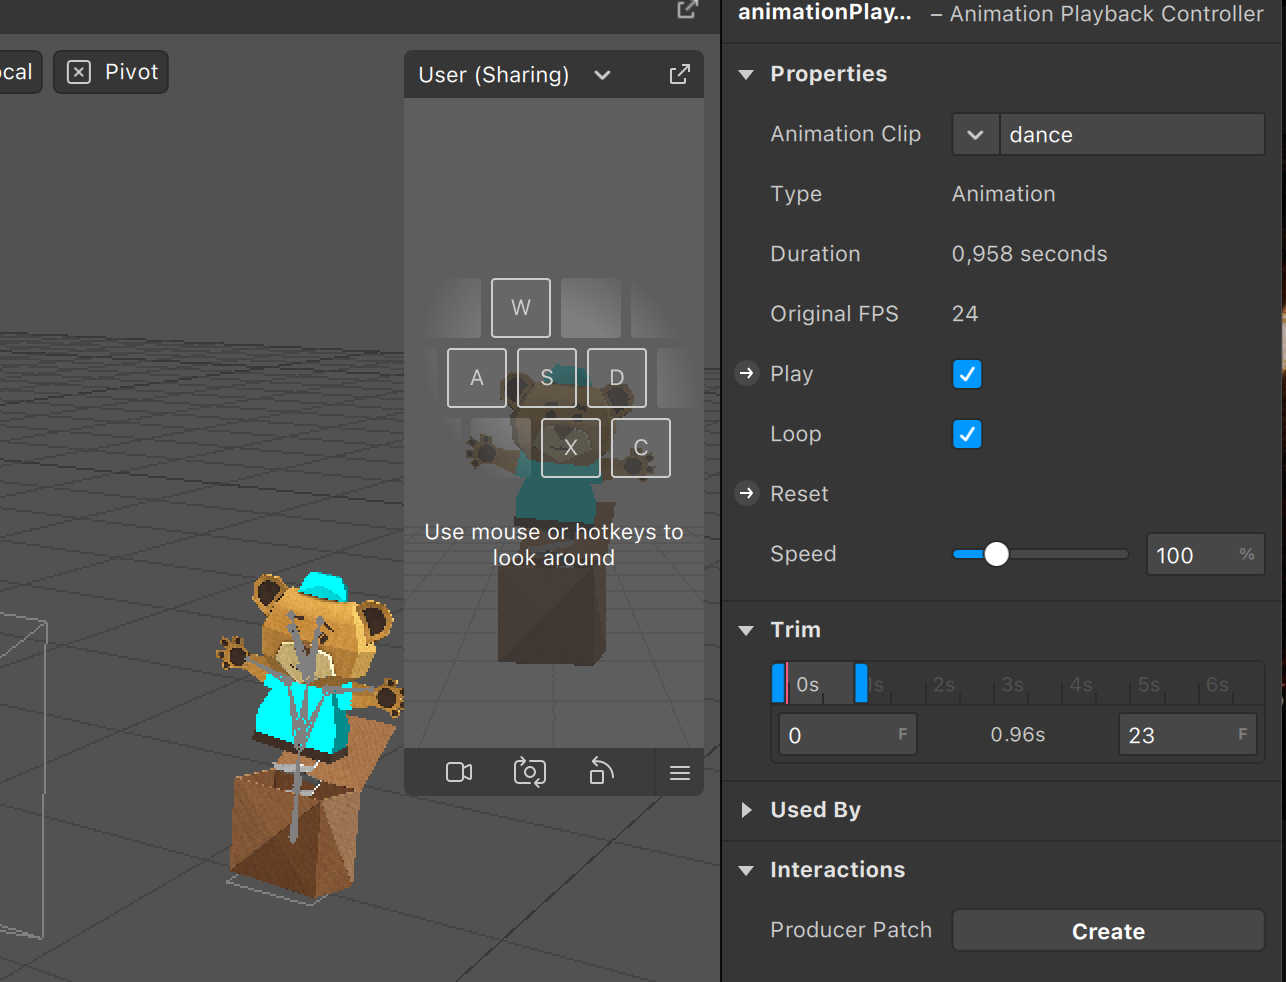 animationPlay... – Animation Playback Controller
Pivot
User (Sharing)
W
A S D
X C
Use mouse or hotkeys to
look around
Properties
Animation Clip dance
Type Animation
Duration 0,958 seconds
Original FPS 24
Play
Loop
Reset
Speed 100 %
Trim
0s 1s 2s 3s 4s 5s 6s
0 F 0.96s 23 F
Used By
Interactions
Producer Patch Create